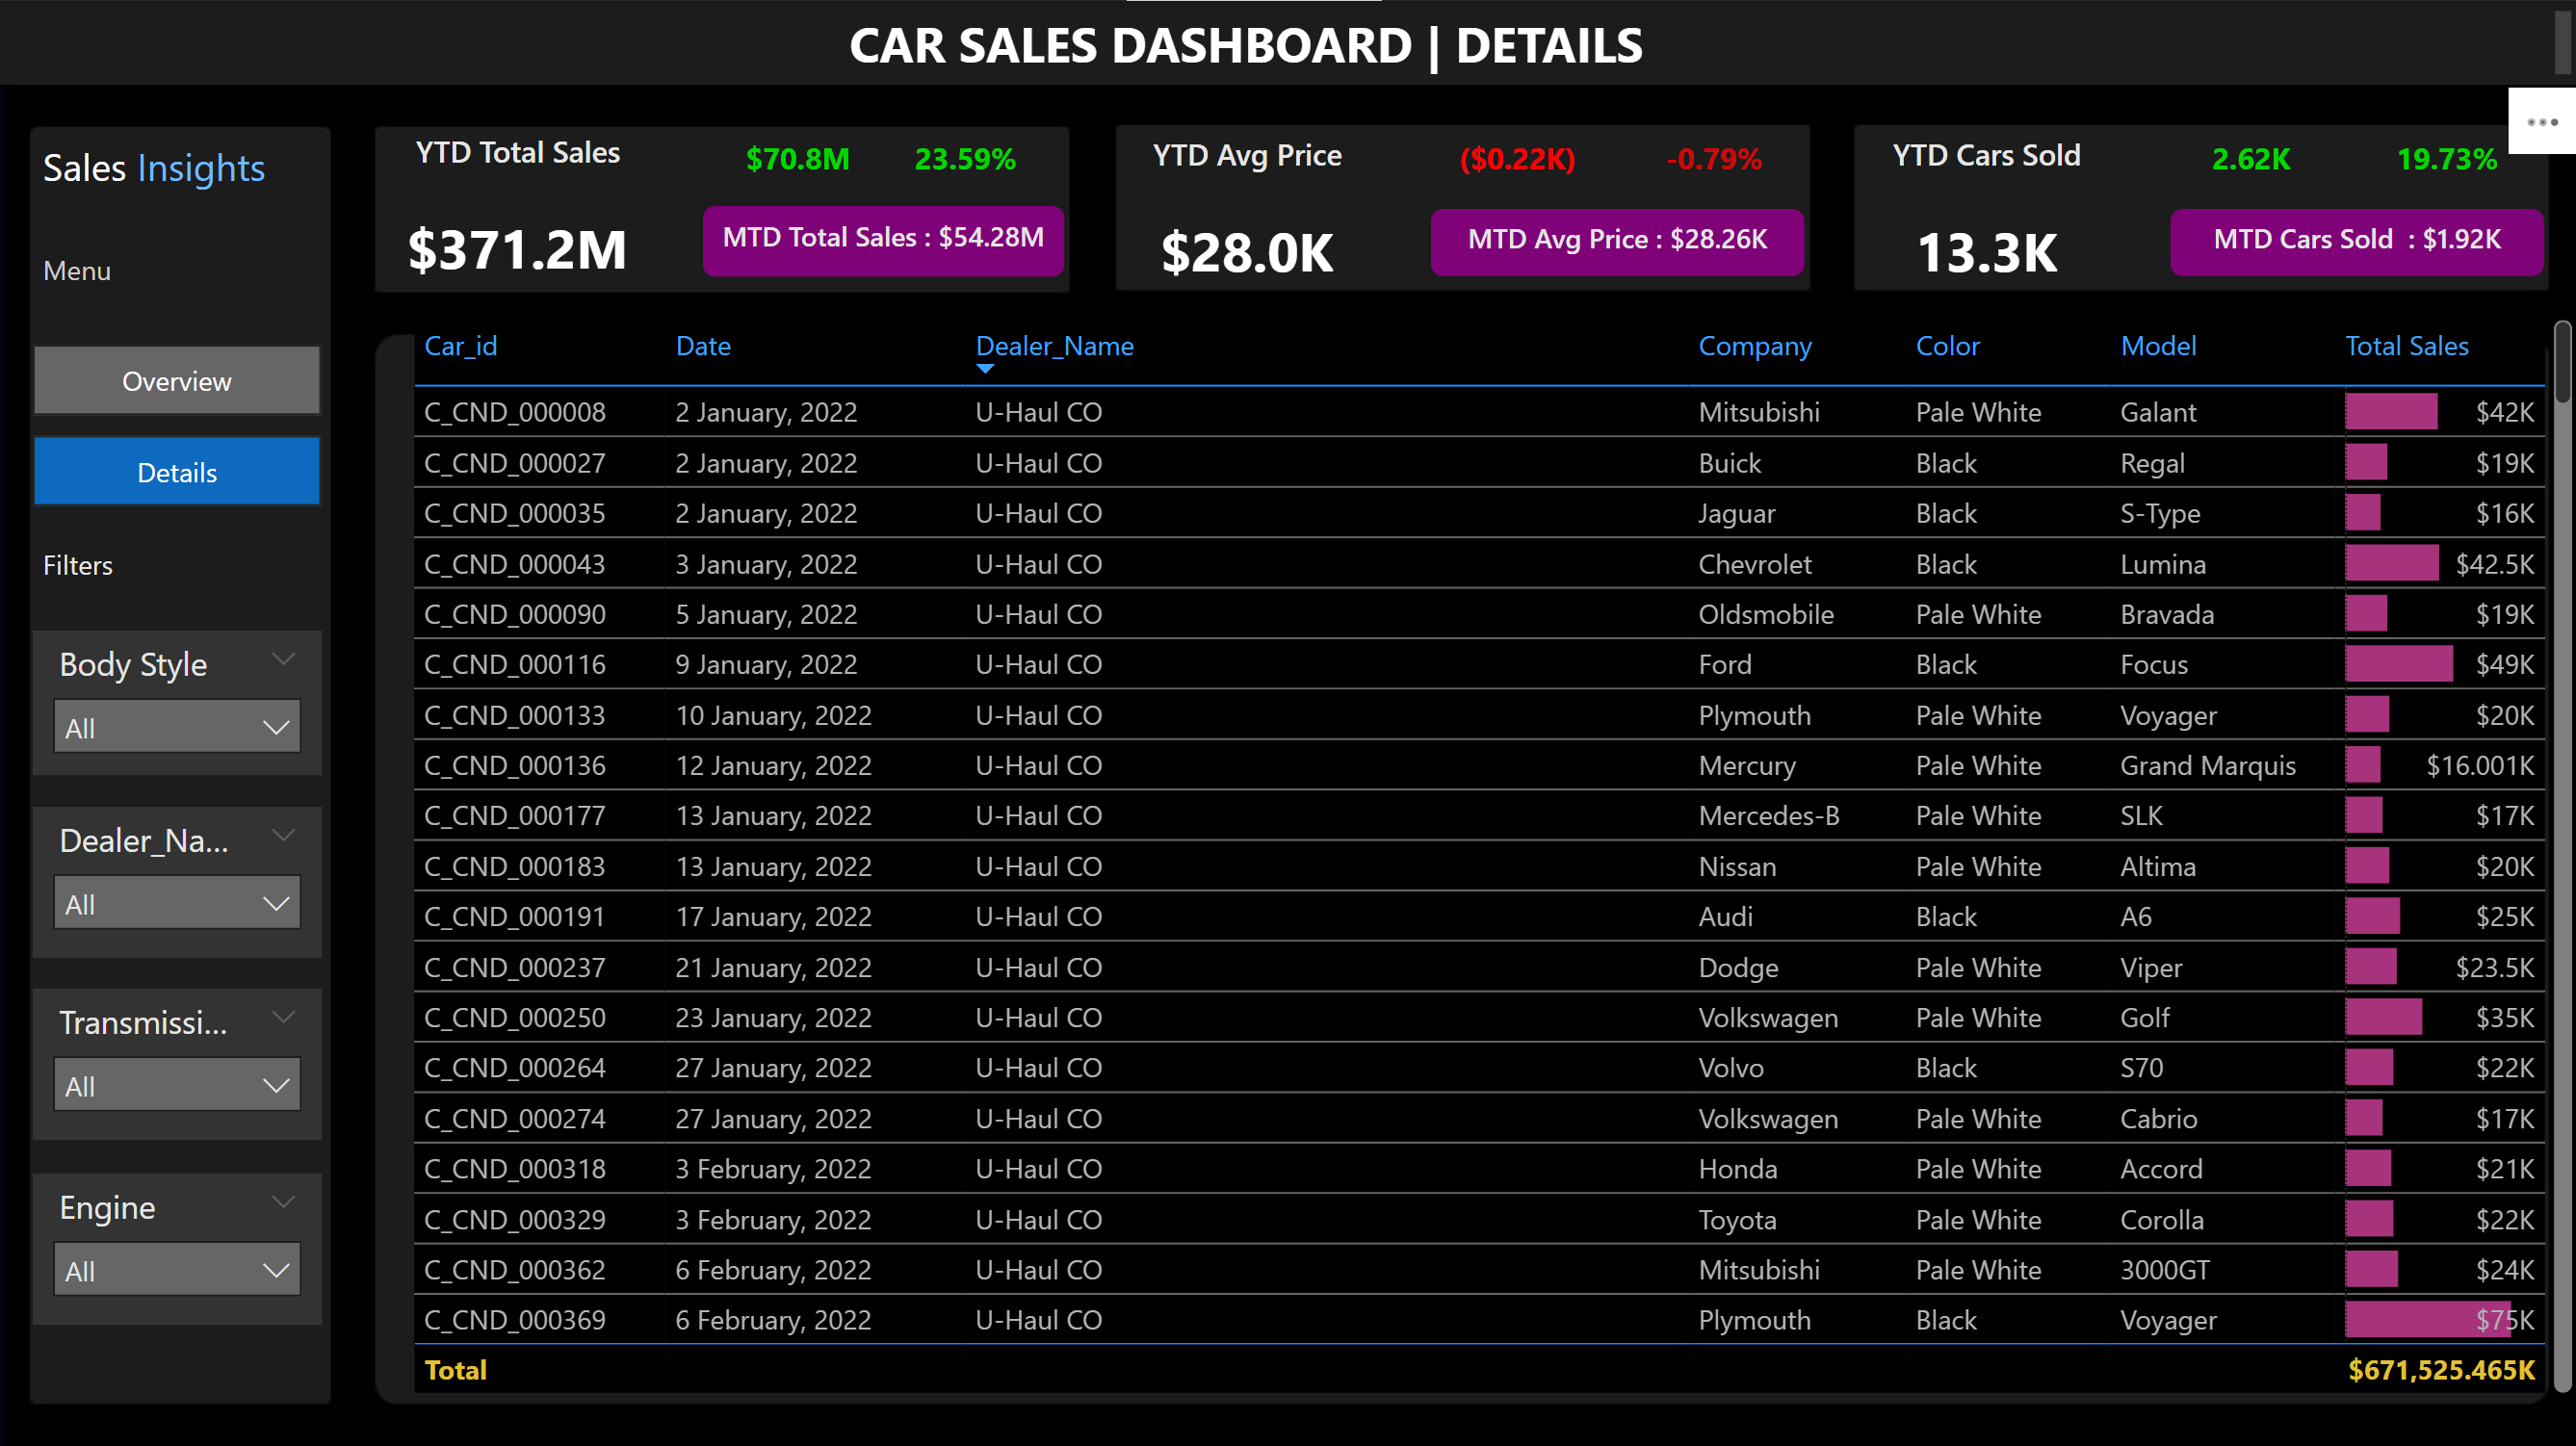 CAR SALES DASHBOARD | DETAILS
Sales Insights
Menu
Overview
Details
Filters
Body Style
All
Dealer_Na...
All
Transmissi...
All
Engine
All
YTD Total Sales $70.8M 23.59%
$371.2M MTD Total Sales : $54.28M
YTD Avg Price ($0.22K) -0.79%
$28.0K MTD Avg Price : $28.26K
YTD Cars Sold 2.62K 19.73%
13.3K MTD Cars Sold : $1.92K
Car_id Date Dealer_Name Company Color Model Total Sales
C_CND_000008 2 January, 2022 U-Haul CO Mitsubishi Pale White Galant $42K
C_CND_000027 2 January, 2022 U-Haul CO Buick Black Regal $19K
C_CND_000035 2 January, 2022 U-Haul CO Jaguar Black S-Type $16K
C_CND_000043 3 January, 2022 U-Haul CO Chevrolet Black Lumina $42.5K
C_CND_000090 5 January, 2022 U-Haul CO Oldsmobile Pale White Bravada $19K
C_CND_000116 9 January, 2022 U-Haul CO Ford Black Focus $49K
C_CND_000133 10 January, 2022 U-Haul CO Plymouth Pale White Voyager $20K
C_CND_000136 12 January, 2022 U-Haul CO Mercury Pale White Grand Marquis $16.001K
C_CND_000177 13 January, 2022 U-Haul CO Mercedes-B Pale White SLK $17K
C_CND_000183 13 January, 2022 U-Haul CO Nissan Pale White Altima $20K
C_CND_000191 17 January, 2022 U-Haul CO Audi Black A6 $25K
C_CND_000237 21 January, 2022 U-Haul CO Dodge Pale White Viper $23.5K
C_CND_000250 23 January, 2022 U-Haul CO Volkswagen Pale White Golf $35K
C_CND_000264 27 January, 2022 U-Haul CO Volvo Black S70 $22K
C_CND_000274 27 January, 2022 U-Haul CO Volkswagen Pale White Cabrio $17K
C_CND_000318 3 February, 2022 U-Haul CO Honda Pale White Accord $21K
C_CND_000329 3 February, 2022 U-Haul CO Toyota Pale White Corolla $22K
C_CND_000362 6 February, 2022 U-Haul CO Mitsubishi Pale White 3000GT $24K
C_CND_000369 6 February, 2022 U-Haul CO Plymouth Black Voyager $75K
Total $671,525.465K